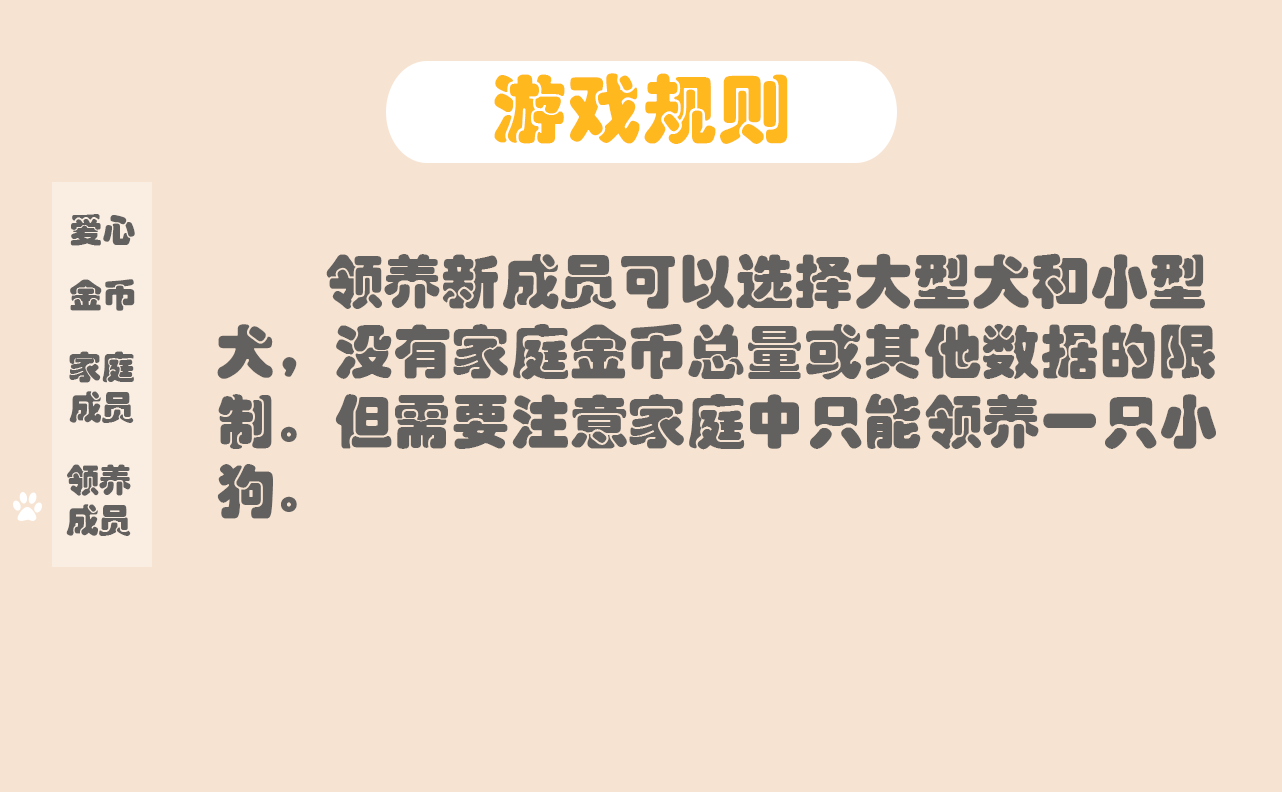 游戏规则
爱心
金币
家庭
成员
领养
成员
领养新成员可以选择大型犬和小型
犬，没有家庭金币总量或其他数据的限
制。但需要注意家庭中只能领养一只小
狗。